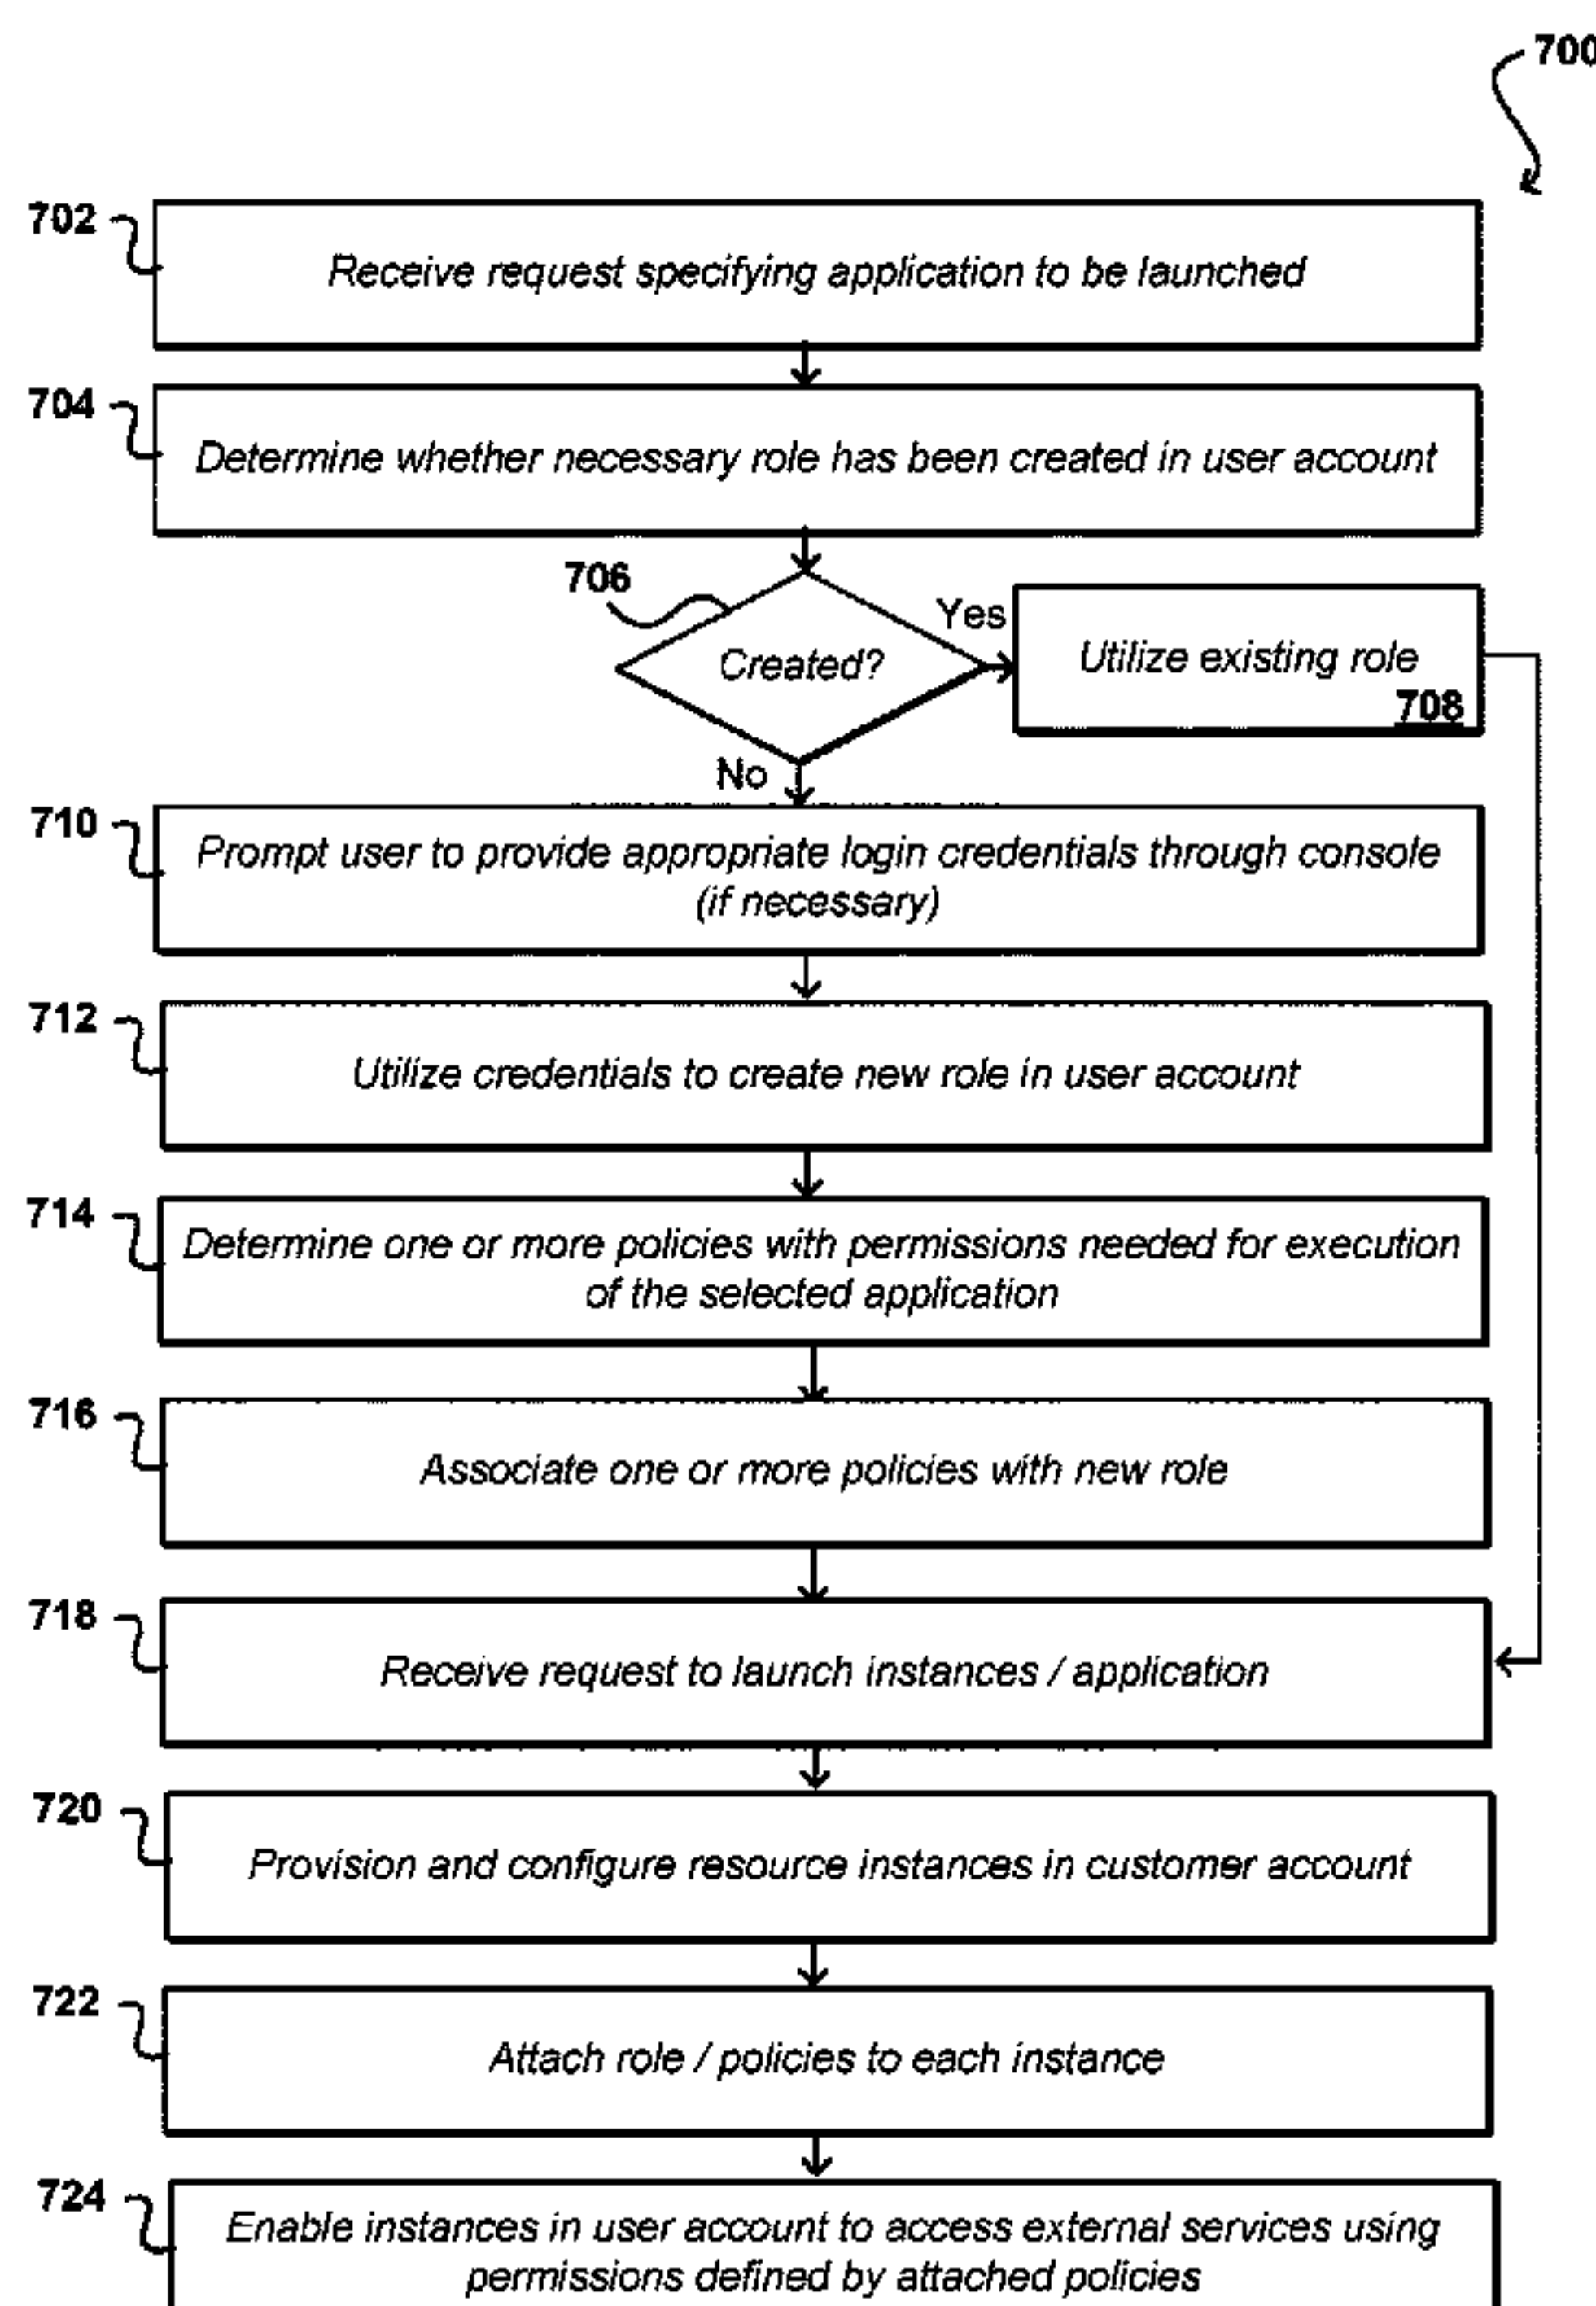 700
702
Receive request specifying application to be launched
704
Determine whether necessary role has been created in user account
706
Created?
Yes
Utilize existing role
708
No
710
Prompt user to provide appropriate login credentials through console
(if necessary)
712
Utilize credentials to create new role in user account
714
Determine one or more policies with permissions needed for execution
of the selected application
716
Associate one or more policies with new role
718
Receive request to launch instances / application
720
Provision and configure resource instances in customer account
722
Attach role / policies to each instance
724
Enable instances in user account to access external services using
permissions defined by attached policies